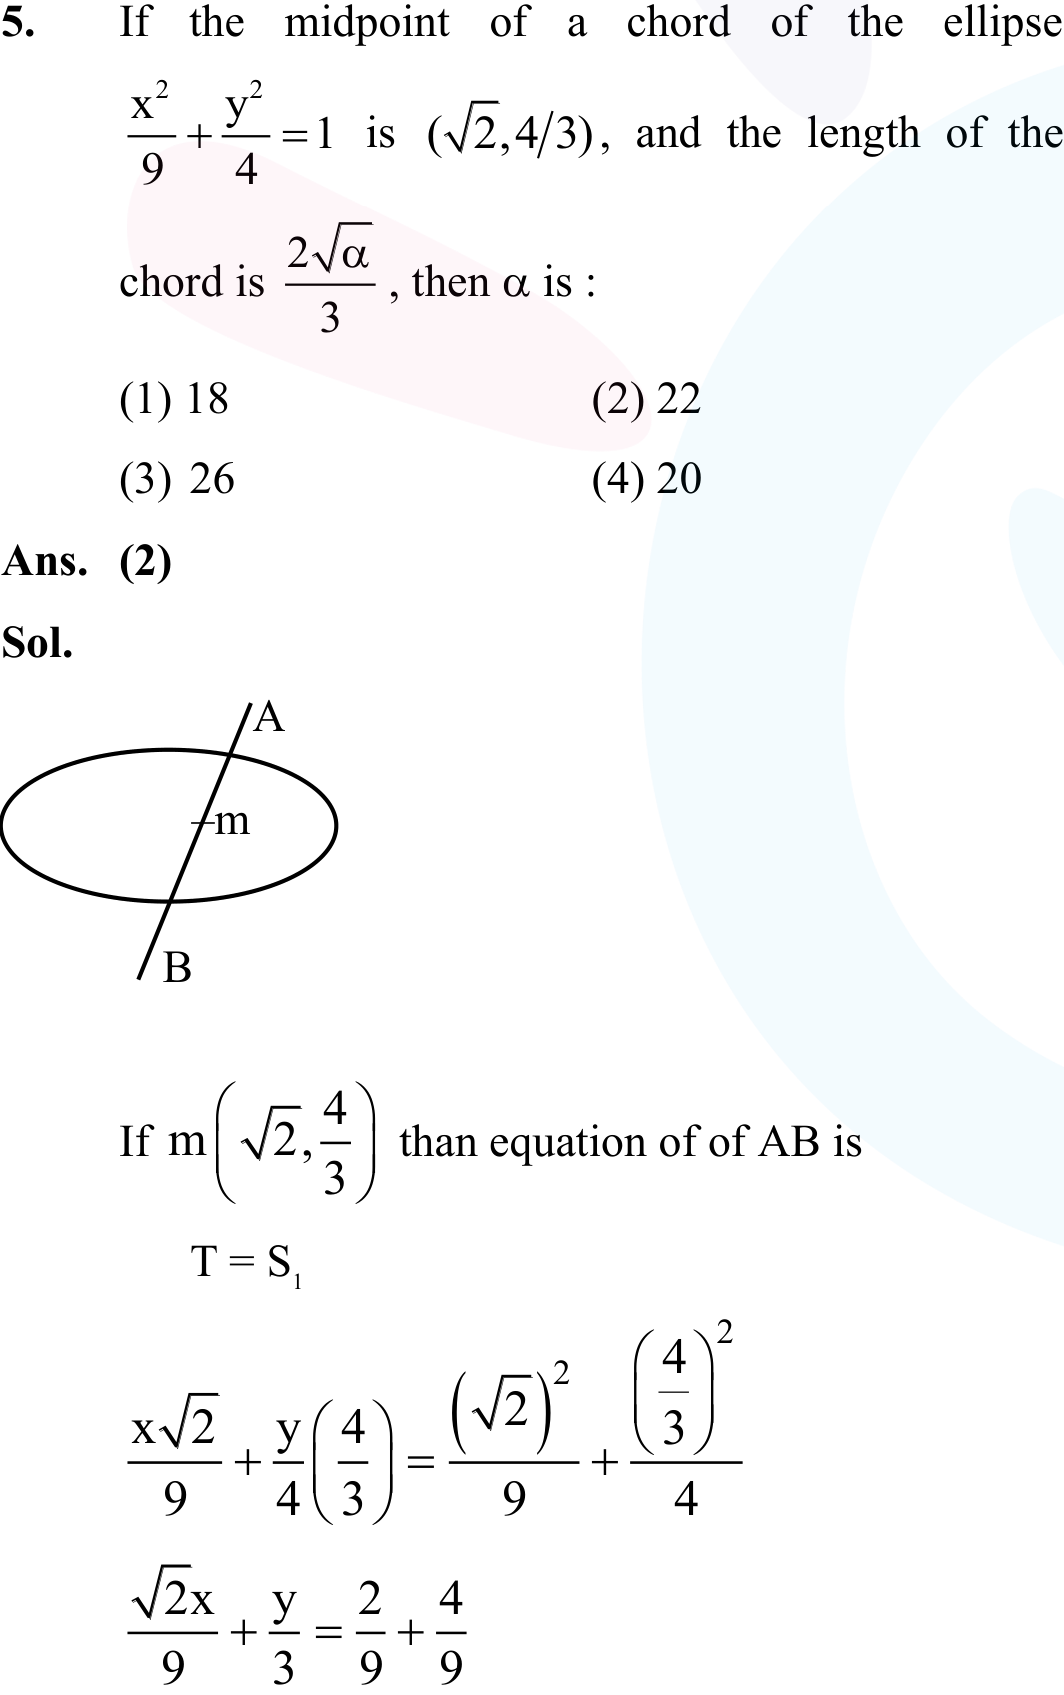 5. If the midpoint of a chord of the ellipse
x²/9 + y²/4 = 1 is (√2, 4/3), and the length of the
chord is 2√α/3, then α is :
(1) 18 (2) 22
(3) 26 (4) 20
Ans. (2)
Sol.
A
m
B
If m(√2, 4/3) than equation of of AB is
T = S₁
x√2/9 + y/4 (4/3) = (√2)²/9 + (4/3)²/4
√2x/9 + y/3 = 2/9 + 4/9